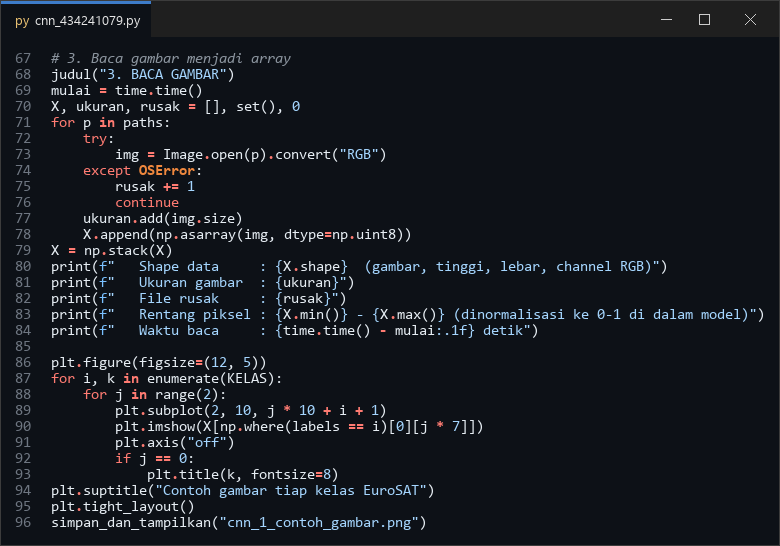 py cnn_434241079.py
67 # 3. Baca gambar menjadi array
68 judul("3. BACA GAMBAR")
69 mulai = time.time()
70 X, ukuran, rusak = [], set(), 0
71 for p in paths:
72     try:
73         img = Image.open(p).convert("RGB")
74     except OSError:
75         rusak += 1
76         continue
77     ukuran.add(img.size)
78     X.append(np.asarray(img, dtype=np.uint8))
79 X = np.stack(X)
80 print(f"   Shape data     : {X.shape}  (gambar, tinggi, lebar, channel RGB)")
81 print(f"   Ukuran gambar  : {ukuran}")
82 print(f"   File rusak     : {rusak}")
83 print(f"   Rentang piksel : {X.min()} - {X.max()} (dinormalisasi ke 0-1 di dalam model)")
84 print(f"   Waktu baca     : {time.time() - mulai:.1f} detik")
85
86 plt.figure(figsize=(12, 5))
87 for i, k in enumerate(KELAS):
88     for j in range(2):
89         plt.subplot(2, 10, j * 10 + i + 1)
90         plt.imshow(X[np.where(labels == i)[0][j * 7]])
91         plt.axis("off")
92         if j == 0:
93             plt.title(k, fontsize=8)
94 plt.suptitle("Contoh gambar tiap kelas EuroSAT")
95 plt.tight_layout()
96 simpan_dan_tampilkan("cnn_1_contoh_gambar.png")